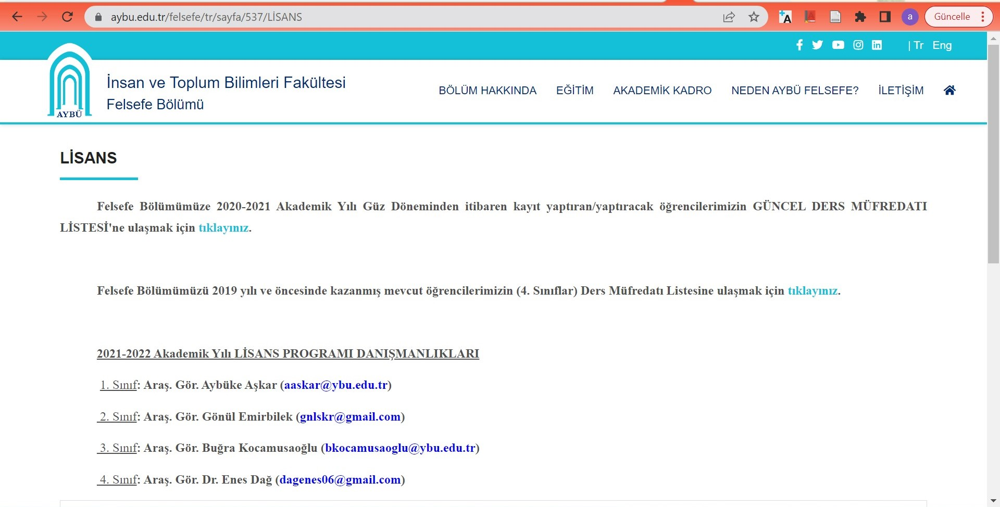 aybu.edu.tr/felsefe/tr/sayfa/537/LİSANS
A
a
Güncelle
| Tr Eng
AYBÜ
İnsan ve Toplum Bilimleri Fakültesi
Felsefe Bölümü
BÖLÜM HAKKINDA EĞİTİM AKADEMİK KADRO NEDEN AYBÜ FELSEFE? İLETİŞİM
LİSANS
Felsefe Bölümümüze 2020-2021 Akademik Yılı Güz Döneminden itibaren kayıt yaptıran/yaptıracak öğrencilerimizin GÜNCEL DERS MÜFREDATI
LİSTESİ'ne ulaşmak için tıklayınız.
Felsefe Bölümümüzü 2019 yılı ve öncesinde kazanmış mevcut öğrencilerimizin (4. Sınıflar) Ders Müfredatı Listesine ulaşmak için tıklayınız.
2021-2022 Akademik Yılı LİSANS PROGRAMI DANIŞMANLIKLARI
1. Sınıf: Araş. Gör. Aybüke Aşkar (aaskar@ybu.edu.tr)
2. Sınıf: Araş. Gör. Gönül Emirbilek (gnlskr@gmail.com)
3. Sınıf: Araş. Gör. Buğra Kocamusaoğlu (bkocamusaoglu@ybu.edu.tr)
4. Sınıf: Araş. Gör. Dr. Enes Dağ (dagenes06@gmail.com)